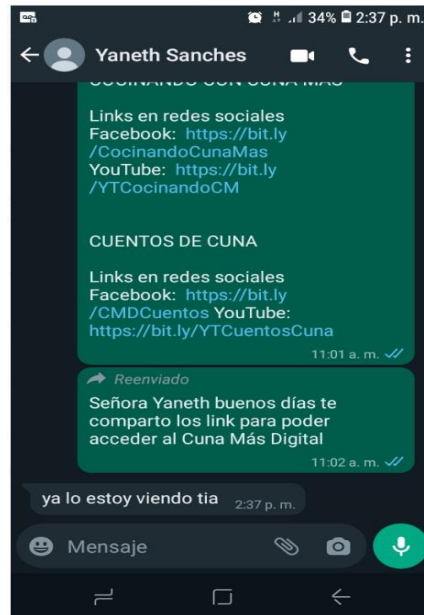 34% 2:37 p. m.
Yaneth Sanches
COCINANDO CON CUNA MAS
Links en redes sociales
Facebook: https://bit.ly
/CocinandoCunaMas
YouTube: https://bit.ly
/YTCocinandoCM
CUENTOS DE CUNA
Links en redes sociales
Facebook: https://bit.ly
/CMDCuentos YouTube:
https://bit.ly/YTCuentosCuna
11:01 a. m.
Reenviado
Señora Yaneth buenos días te
comparto los link para poder
acceder al Cuna Más Digital
11:02 a. m.
ya lo estoy viendo tia 2:37 p. m.
Mensaje